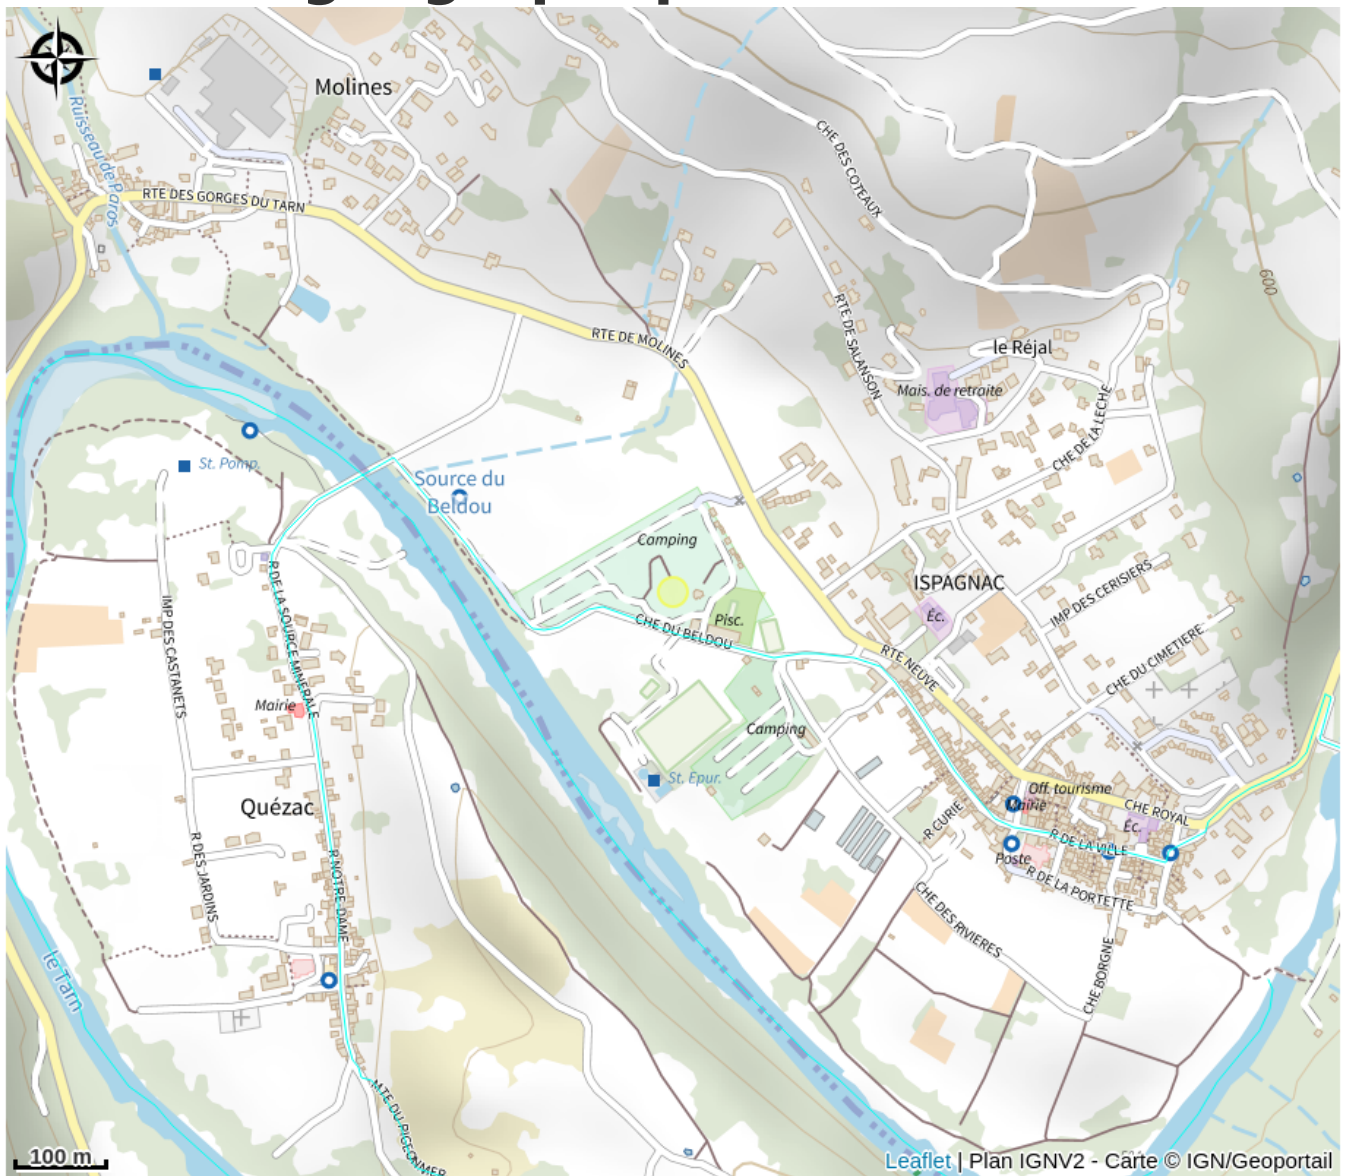 Molines
Ruisseau de Paros
RTE DES GORGES DU TARN
CHE DES COTEAUX
600
RTE DE MOLINES
RTE DE SALANSON
le Réjal
Mais. de retraite
CHE DE LA LECHE
St. Pomp.
Source du
Beldou
Camping
ISPAGNAC
IMP DES CERISIERS
Éc.
Pisc.
CHE DU BELDOU
R DE LA SOURCE MINERALE
IMP DES CASTANETS
RTE NEUVE
CHE DU CIMETIERE
Mairie
Camping
St. Epur.
Off. tourisme
Mairie
CHE ROYAL
Éc.
Quézac
R CURIE
R DE LA VILLE
Poste
R DE LA PORTETTE
R DES JARDINS
R NOTRE-DAME
CHE DES RIVIERES
CHE BORGNE
le Tarn
MTE DU PIGEONNIER
100 m
Leaflet | Plan IGNV2 - Carte © IGN/Geoportail